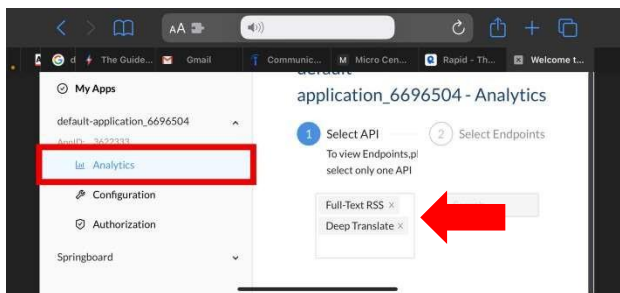 AA
d
The Guide...
Gmail
Communic...
M Micro Cen...
Rapid - Th...
Welcome t...
My Apps
default-application_6696504
AppID: 3622333
Analytics
Configuration
Authorization
Springboard
default-
application_6696504 - Analytics
1 Select API
2 Select Endpoints
To view Endpoints,pl
select only one API
Full-Text RSS ×
Deep Translate ×